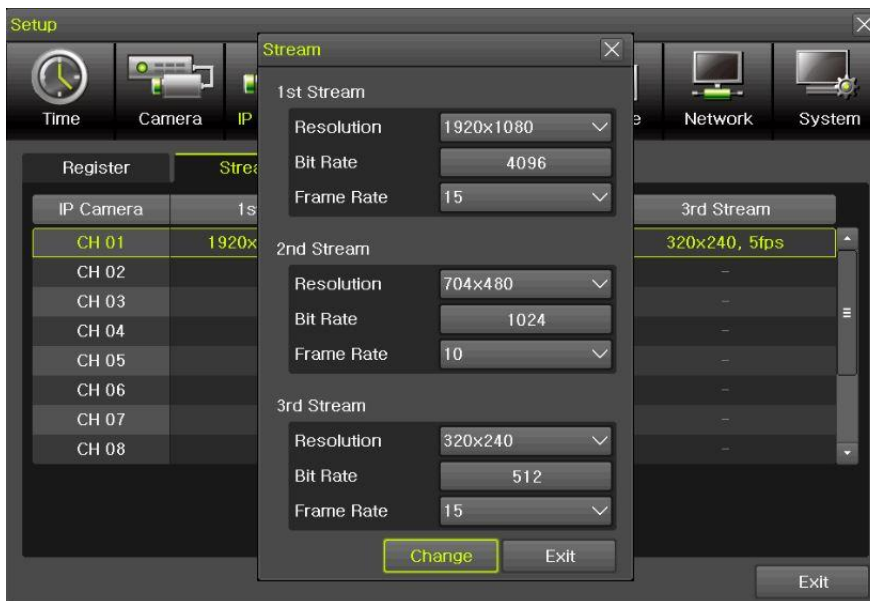 Setup
Time Camera IP e Network System
Register Strea
IP Camera 1s 3rd Stream
CH 01 1920x 320x240, 5fps
CH 02 -
CH 03 -
CH 04 -
CH 05 -
CH 06 -
CH 07 -
CH 08 -
Exit
Stream
1st Stream
Resolution 1920x1080
Bit Rate 4096
Frame Rate 15
2nd Stream
Resolution 704x480
Bit Rate 1024
Frame Rate 10
3rd Stream
Resolution 320x240
Bit Rate 512
Frame Rate 15
Change Exit